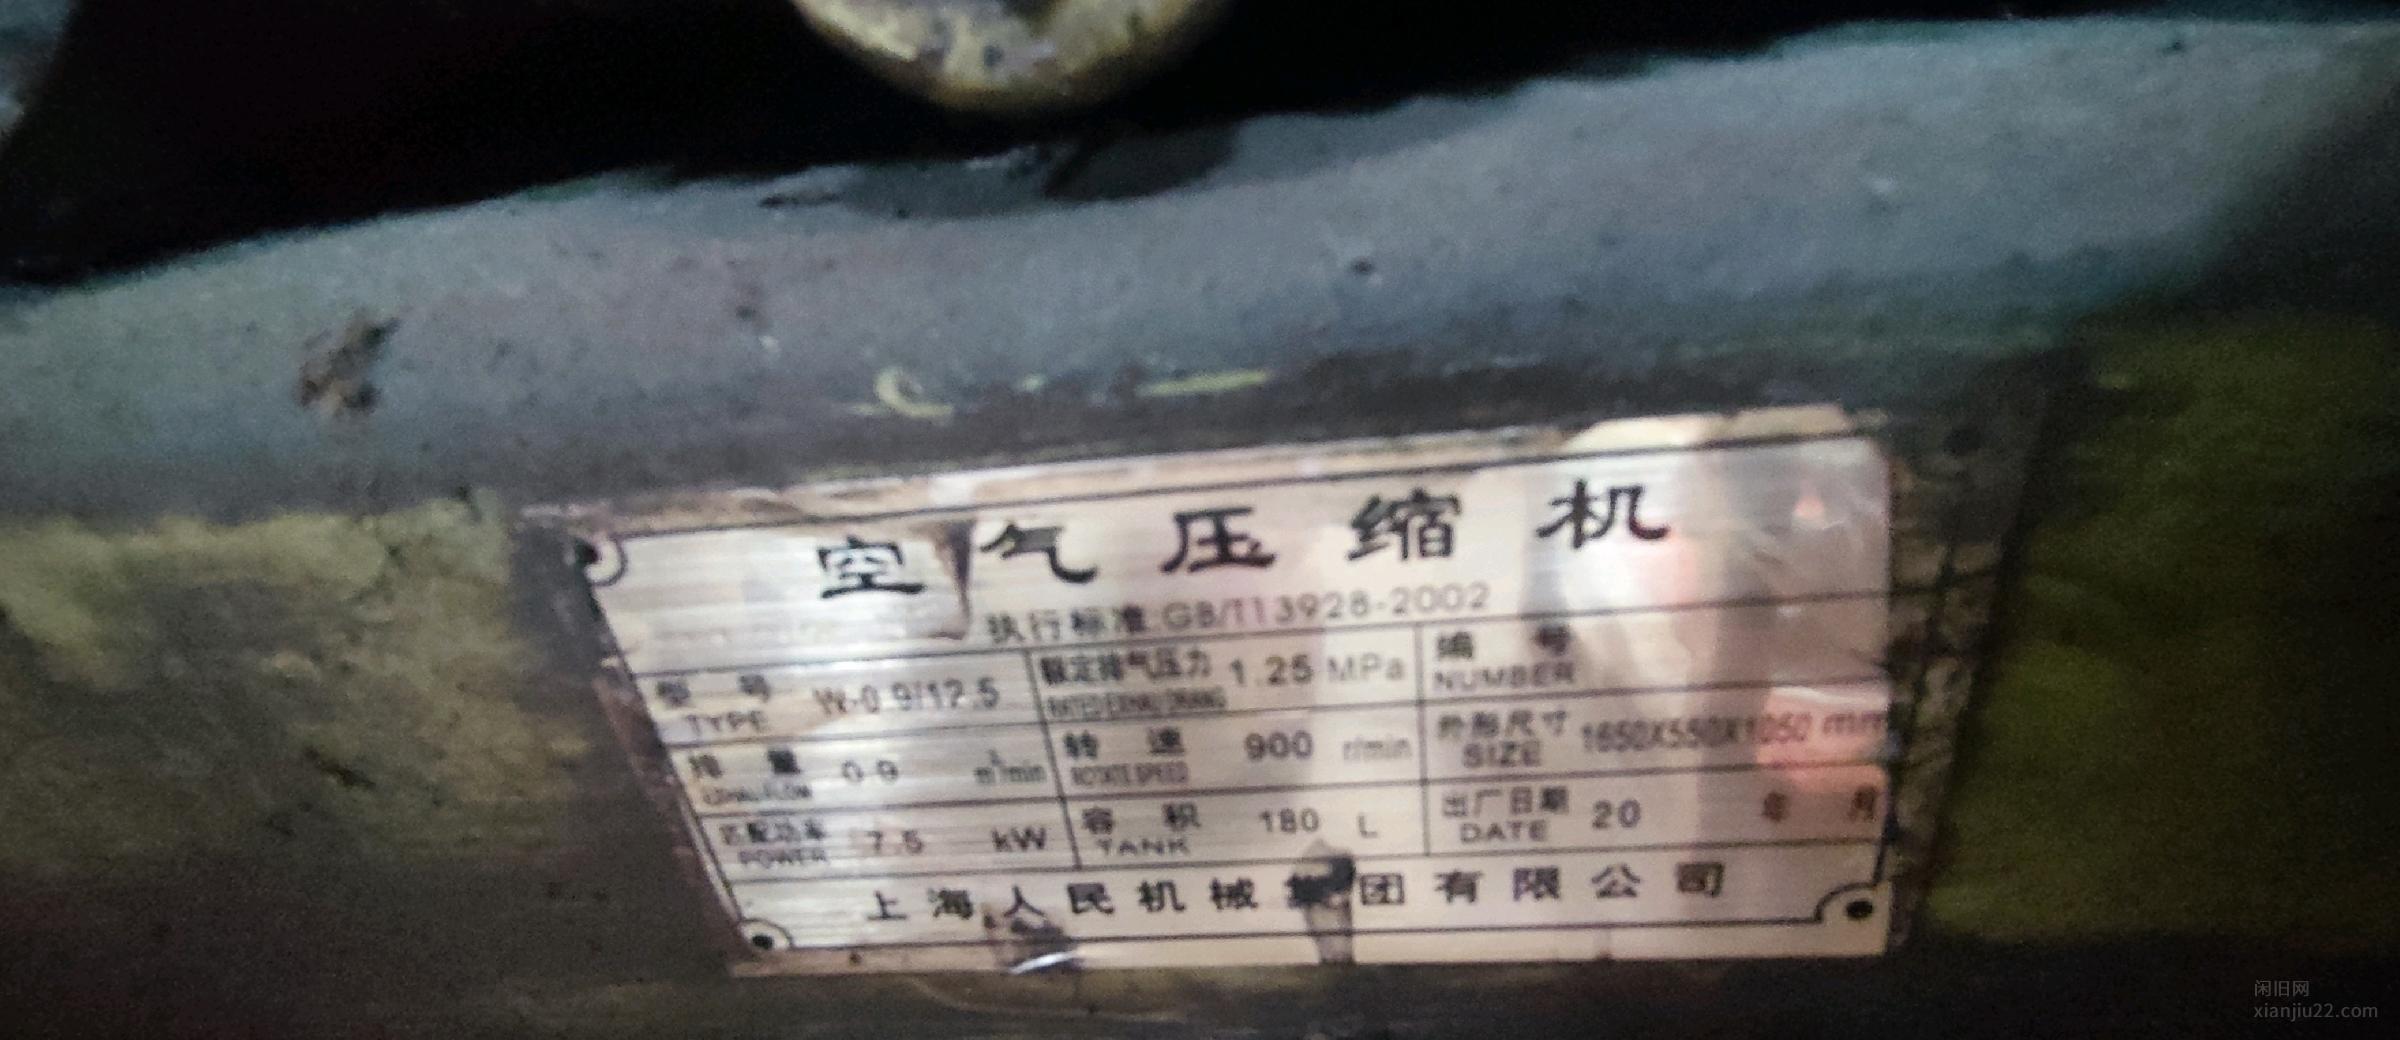 空气压缩机
执行标准:GB/T13928-2002
型号 W-0.9/12.5 额定排气压力 1.25 MPa 编号
TYPE NUMBER
排量 0.9 m³/min 转速 900 r/min 外形尺寸 1650X550X1050 mm
ROTATE SPEED SIZE
匹配功率 7.5 kW 容积 180 L 出厂日期 20 年 月
POWER TANK DATE
上海人民机械集团有限公司
闲旧网
xianjiu22.com